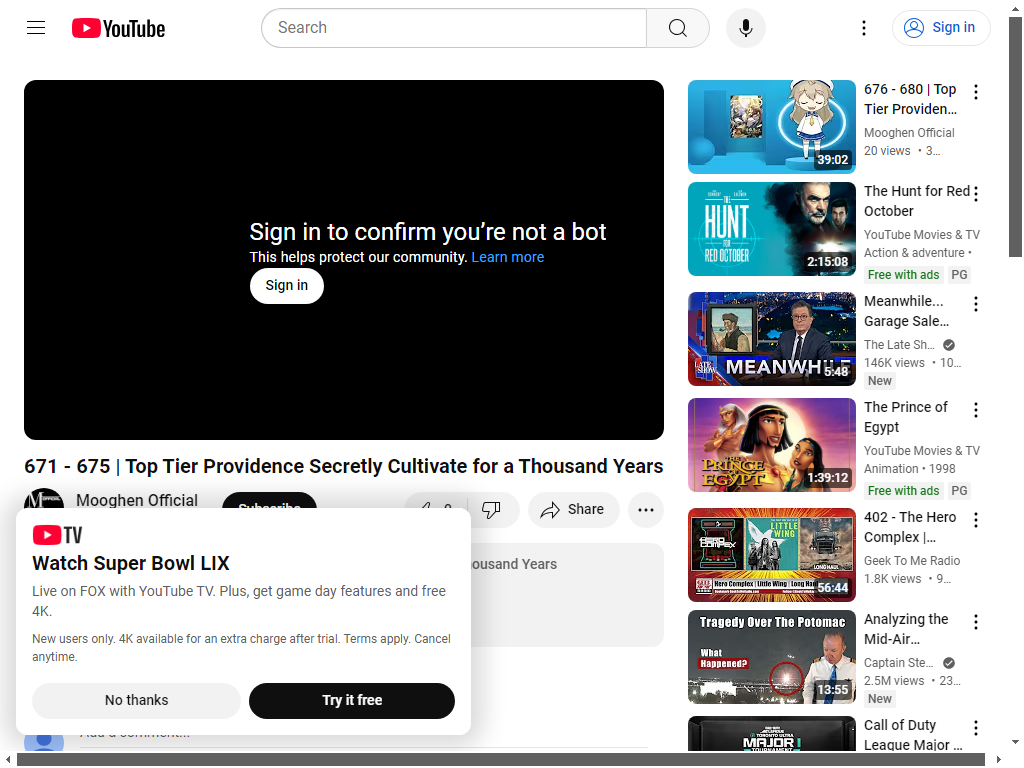 YouTube
Search
Sign in
Sign in to confirm you’re not a bot
This helps protect our community. Learn more
Sign in
671 - 675 | Top Tier Providence Secretly Cultivate for a Thousand Years
Mooghen Official
Subscribe
Share
ousand Years
TV
Watch Super Bowl LIX
Live on FOX with YouTube TV. Plus, get game day features and free
4K.
New users only. 4K available for an extra charge after trial. Terms apply. Cancel
anytime.
No thanks
Try it free
676 - 680 | Top
Tier Providen…
Mooghen Official
20 views • 3…
39:02
THE
HUNT
FOR
RED OCTOBER
2:15:08
The Hunt for Red
October
YouTube Movies & TV
Action & adventure •
Free with ads
PG
LATE SHOW
MEANWHILE
5:48
Meanwhile...
Garage Sale…
The Late Sh…
146K views • 10…
New
THE
PRINCE OF
EGYPT
1:39:12
The Prince of
Egypt
YouTube Movies & TV
Animation • 1998
Free with ads
PG
HERO
COMPLEX
LITTLE
WING
LONG HAUL
56:44
402 - The Hero
Complex |…
Geek To Me Radio
1.8K views • 9…
Tragedy Over The Potomac
What
Happened?
13:55
Analyzing the
Mid-Air…
Captain Ste…
2.5M views • 23…
New
TORONTO ULTRA
MAJOR I
Call of Duty
League Major …